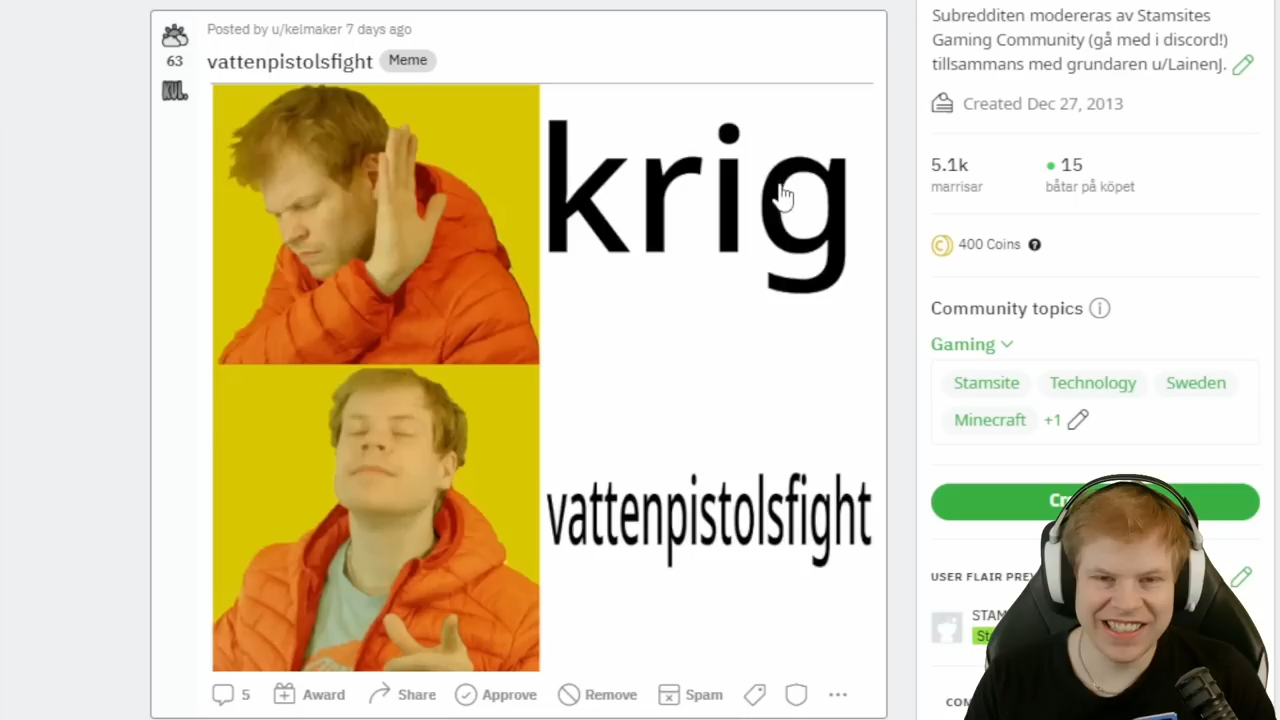 Posted by u/kelmaker 7 days ago
63
vattenpistolsfight Meme
KUL.
krig
vattenpistolsfight
5 Award Share Approve Remove Spam
Subredditen modereras av Stamsites
Gaming Community (gå med i discord!)
tillsammans med grundaren u/LainenJ.
Created Dec 27, 2013
5.1k 15
marrisar båtar på köpet
400 Coins
Community topics
Gaming
Stamsite Technology Sweden
Minecraft +1
USER FLAIR